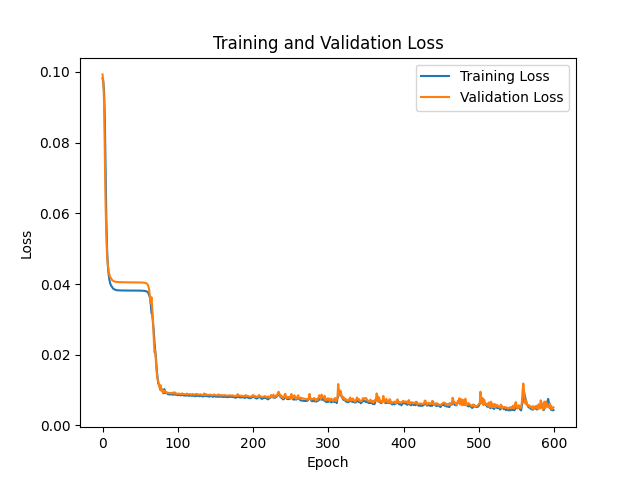 Training and Validation Loss
Training Loss
Validation Loss
Loss
0.10
0.08
0.06
0.04
0.02
0.00
0 100 200 300 400 500 600
Epoch